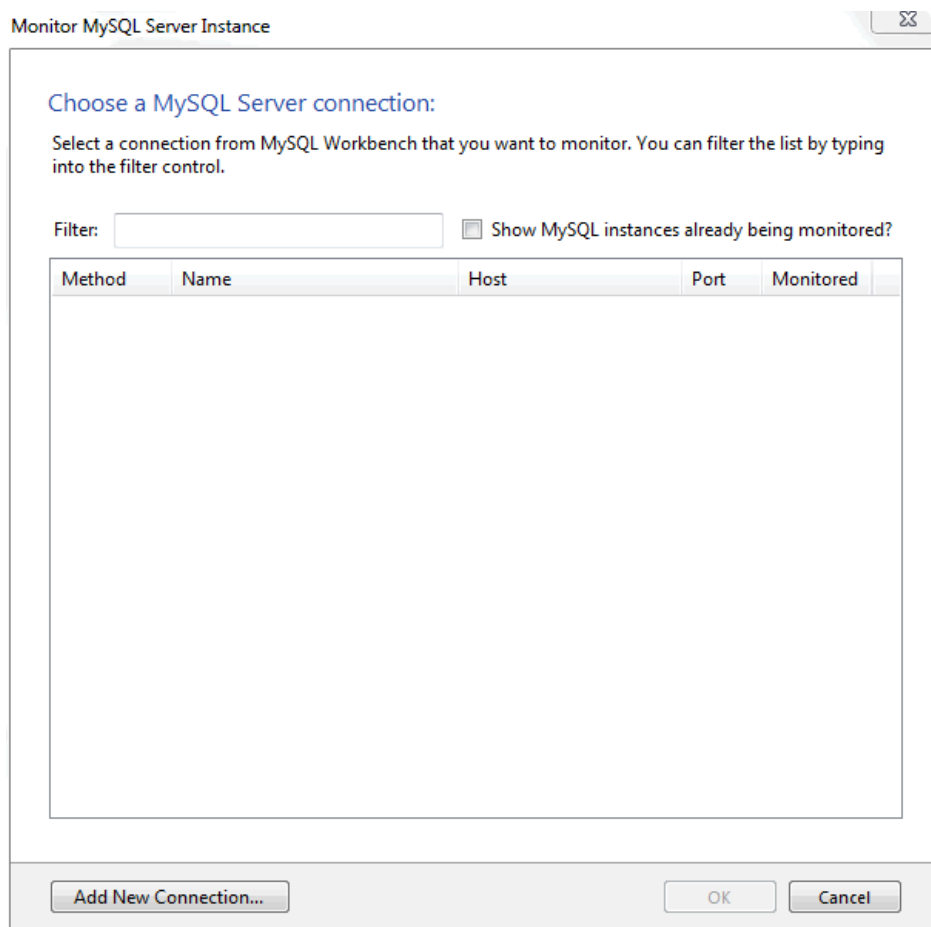 Monitor MySQL Server Instance
Choose a MySQL Server connection:
Select a connection from MySQL Workbench that you want to monitor. You can filter the list by typing
into the filter control.
Filter: Show MySQL instances already being monitored?
Method Name Host Port Monitored
Add New Connection... OK Cancel